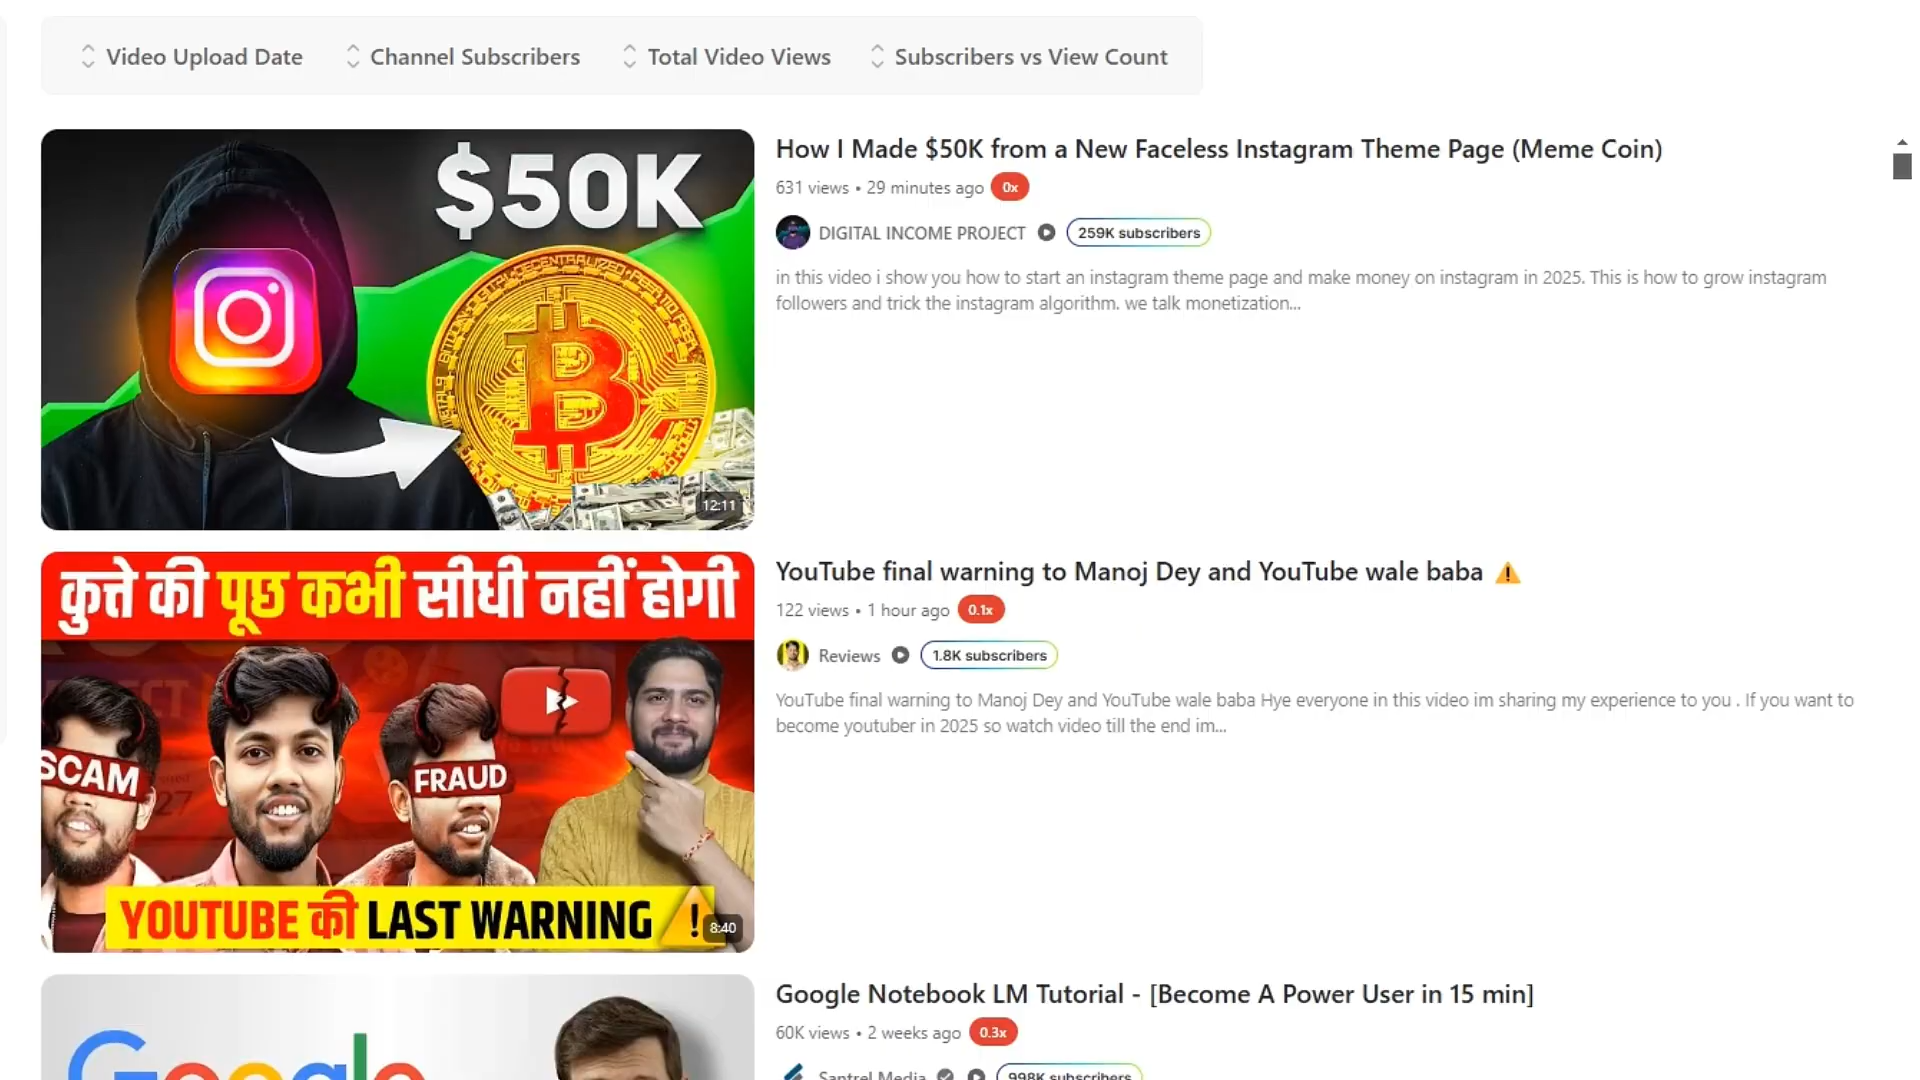 Video Upload Date
Channel Subscribers
Total Video Views
Subscribers vs View Count
$50K
12:11
How I Made $50K from a New Faceless Instagram Theme Page (Meme Coin)
631 views • 29 minutes ago 0x
DIGITAL INCOME PROJECT 259K subscribers
in this video i show you how to start an instagram theme page and make money on instagram in 2025. This is how to grow instagram
followers and trick the instagram algorithm. we talk monetization...
कुत्ते की पूछ कभी सीधी नहीं होगी
SCAM
FRAUD
YOUTUBE की LAST WARNING
8:40
YouTube final warning to Manoj Dey and YouTube wale baba ⚠️
122 views • 1 hour ago 0.1x
Reviews 1.8K subscribers
YouTube final warning to Manoj Dey and YouTube wale baba Hye everyone in this video im sharing my experience to you . If you want to
become youtuber in 2025 so watch video till the end im...
Google
Google Notebook LM Tutorial - [Become A Power User in 15 min]
60K views • 2 weeks ago 0.3x
Santrel Media 998K subscribers